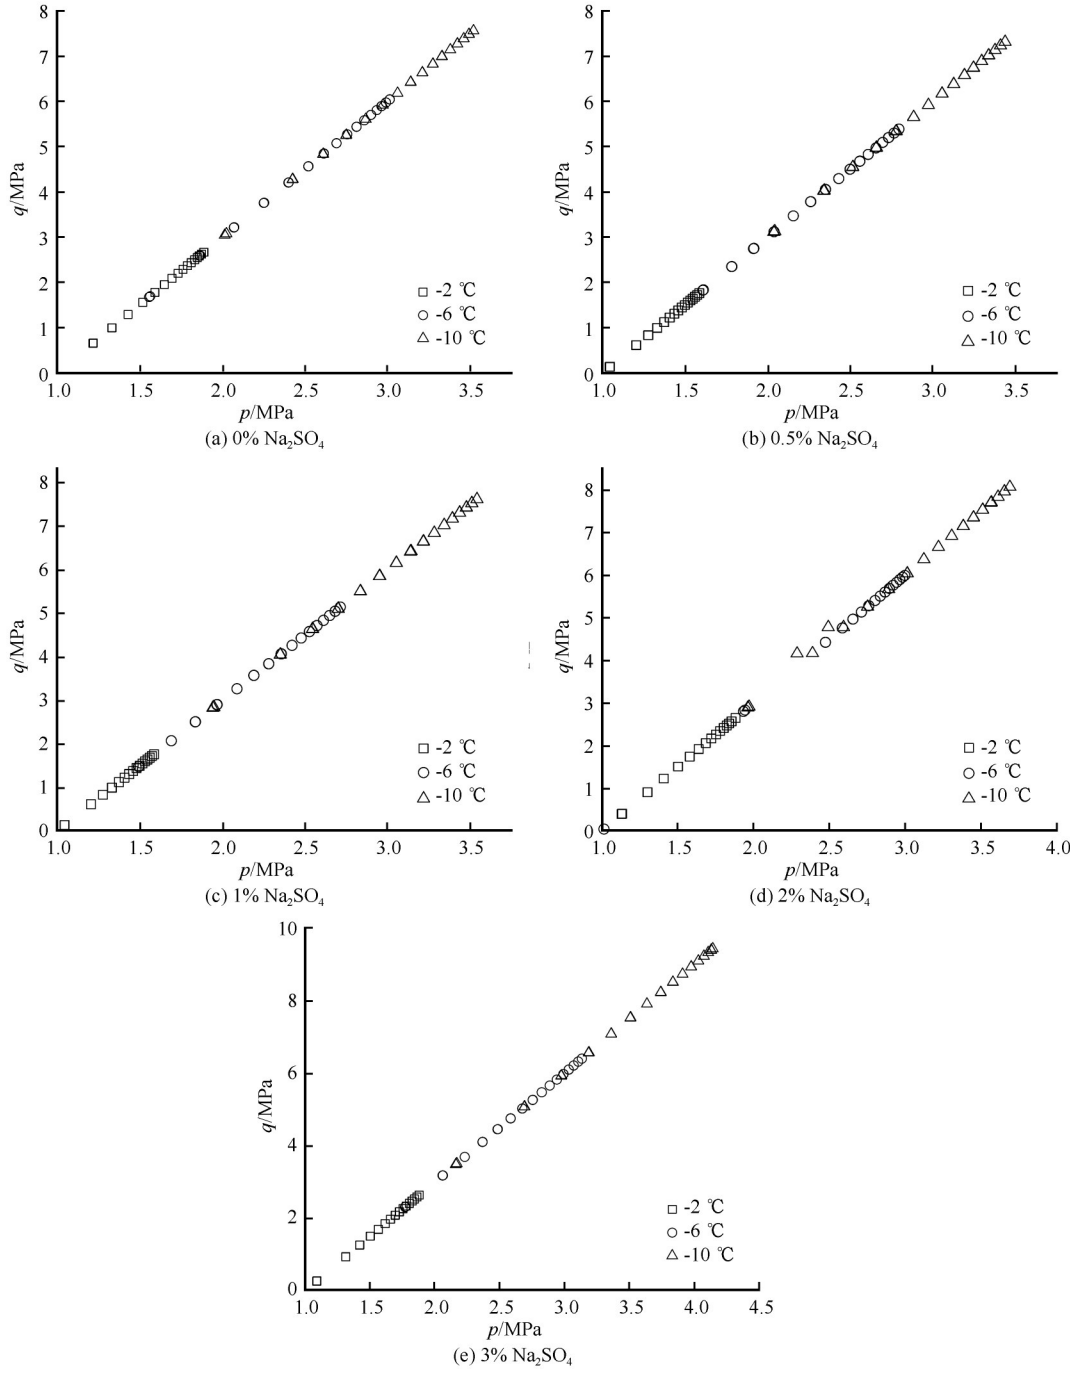 8
7
6
5
4
3
2
1
0
q/MPa
1.0 1.5 2.0 2.5 3.0 3.5
p/MPa
-2 ℃
-6 ℃
-10 ℃
(a) 0% Na₂SO₄
8
7
6
5
4
3
2
1
0
q/MPa
1.0 1.5 2.0 2.5 3.0 3.5
p/MPa
-2 ℃
-6 ℃
-10 ℃
(b) 0.5% Na₂SO₄
8
7
6
5
4
3
2
1
0
q/MPa
1.0 1.5 2.0 2.5 3.0 3.5
p/MPa
-2 ℃
-6 ℃
-10 ℃
(c) 1% Na₂SO₄
8
7
6
5
4
3
2
1
0
q/MPa
1.0 1.5 2.0 2.5 3.0 3.5 4.0
p/MPa
-2 ℃
-6 ℃
-10 ℃
(d) 2% Na₂SO₄
10
8
6
4
2
0
q/MPa
1.0 1.5 2.0 2.5 3.0 3.5 4.0 4.5
p/MPa
-2 ℃
-6 ℃
-10 ℃
(e) 3% Na₂SO₄